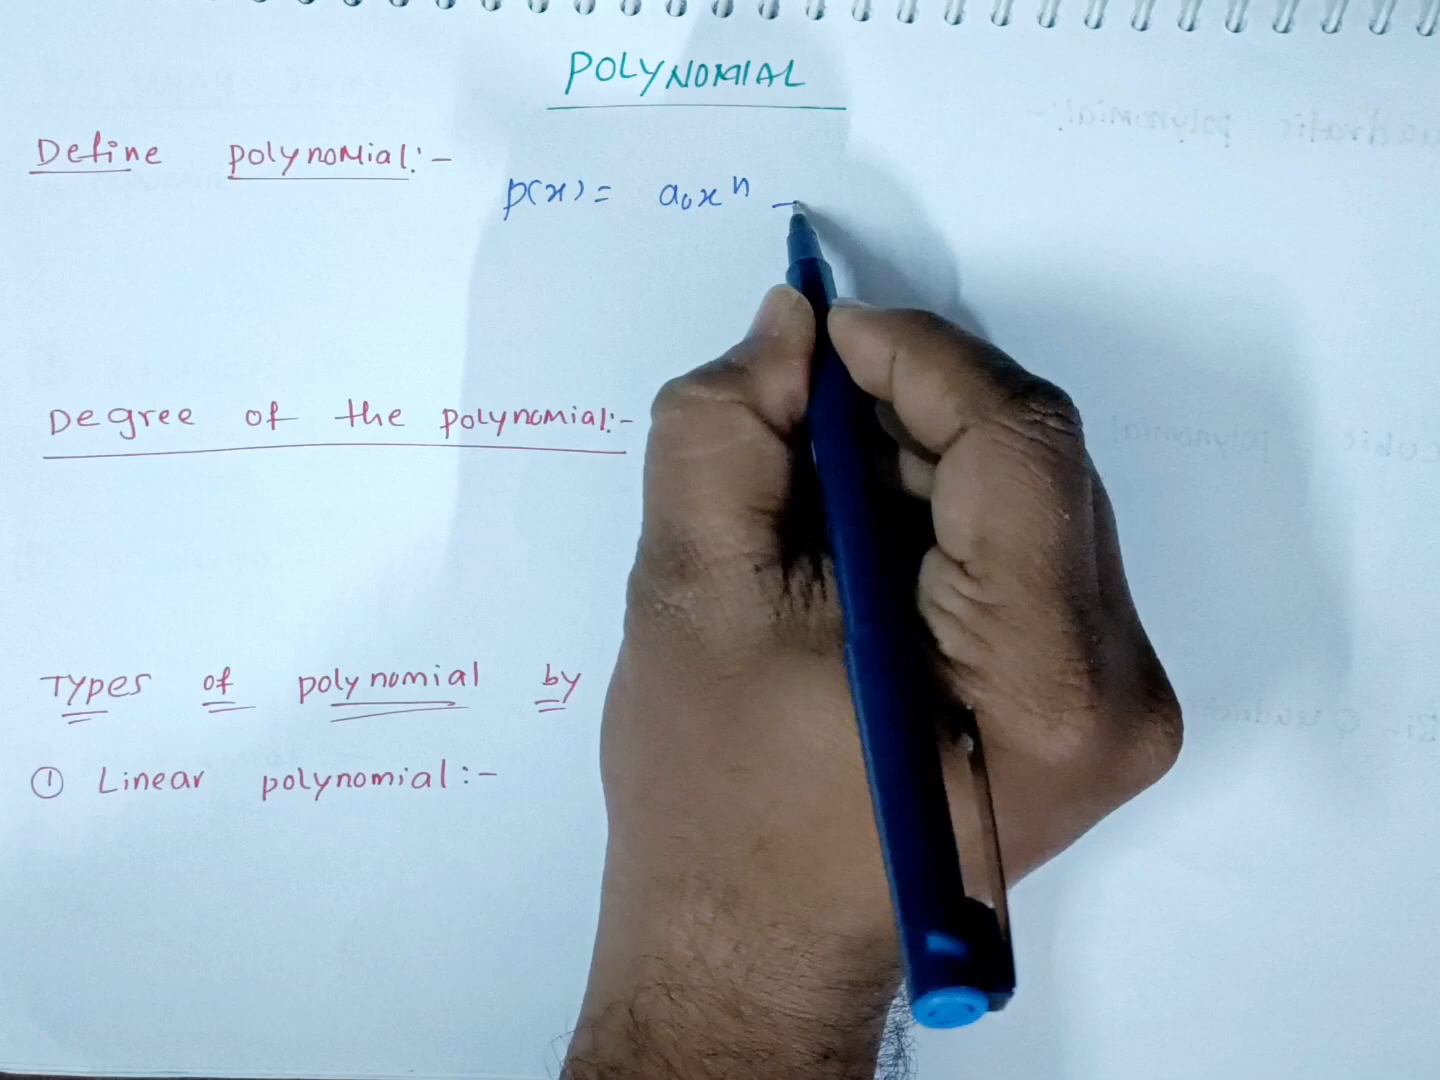 POLYNOMIAL
Define polynomial:-
p(x) = a₀xⁿ –
Degree of the polynomial:-
Types of polynomial by
① Linear polynomial:-